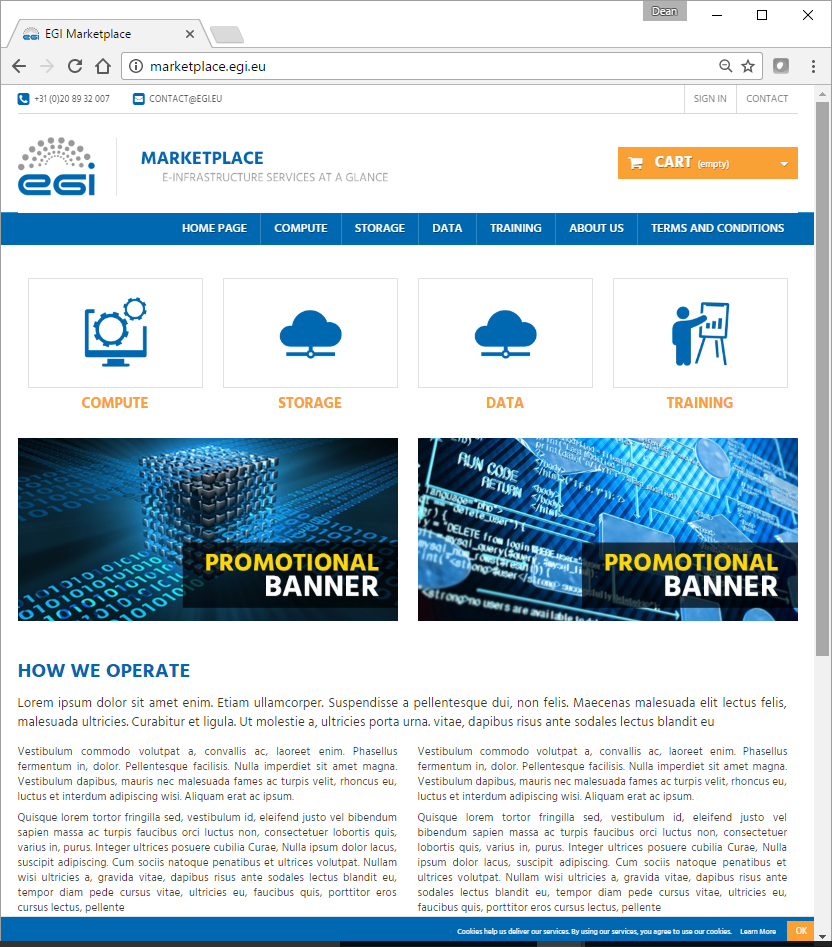 Dean
EGI Marketplace
marketplace.egi.eu
+31 (0)20 89 32 007
CONTACT@EGI.EU
SIGN IN
CONTACT
egi
MARKETPLACE
E-INFRASTRUCTURE SERVICES AT A GLANCE
CART (empty)
HOME PAGE
COMPUTE
STORAGE
DATA
TRAINING
ABOUT US
TERMS AND CONDITIONS
COMPUTE
STORAGE
DATA
TRAINING
PROMOTIONAL
BANNER
RUN CODE
RETURN
PROMOTIONAL
BANNER
HOW WE OPERATE
Lorem ipsum dolor sit amet enim. Etiam ullamcorper. Suspendisse a pellentesque dui, non felis. Maecenas malesuada elit lectus felis,
malesuada ultricies. Curabitur et ligula. Ut molestie a, ultricies porta urna. vitae, dapibus risus ante sodales lectus blandit eu
Vestibulum commodo volutpat a, convallis ac, laoreet enim. Phasellus
fermentum in, dolor. Pellentesque facilisis. Nulla imperdiet sit amet magna.
Vestibulum dapibus, mauris nec malesuada fames ac turpis velit, rhoncus eu,
luctus et interdum adipiscing wisi. Aliquam erat ac ipsum.
Quisque lorem tortor fringilla sed, vestibulum id, eleifend justo vel bibendum
sapien massa ac turpis faucibus orci luctus non, consectetuer lobortis quis,
varius in, purus. Integer ultrices posuere cubilia Curae, Nulla ipsum dolor lacus,
suscipit adipiscing. Cum sociis natoque penatibus et ultrices volutpat. Nullam
wisi ultricies a, gravida vitae, dapibus risus ante sodales lectus blandit eu,
tempor diam pede cursus vitae, ultricies eu, faucibus quis, porttitor eros
cursus lectus, pellente
Vestibulum commodo volutpat a, convallis ac, laoreet enim. Phasellus
fermentum in, dolor. Pellentesque facilisis. Nulla imperdiet sit amet magna.
Vestibulum dapibus, mauris nec malesuada fames ac turpis velit, rhoncus eu,
luctus et interdum adipiscing wisi. Aliquam erat ac ipsum.
Quisque lorem tortor fringilla sed, vestibulum id, eleifend justo vel
bibendum sapien massa ac turpis faucibus orci luctus non, consectetuer
lobortis quis, varius in, purus. Integer ultrices posuere cubilia Curae, Nulla
ipsum dolor lacus, suscipit adipiscing. Cum sociis natoque penatibus et
ultrices volutpat. Nullam wisi ultricies a, gravida vitae, dapibus risus ante
sodales lectus blandit eu, tempor diam pede cursus vitae, ultricies eu,
faucibus quis, porttitor eros cursus lectus, pellente
Cookies help us deliver our services. By using our services, you agree to use our cookies.
Learn More
OK